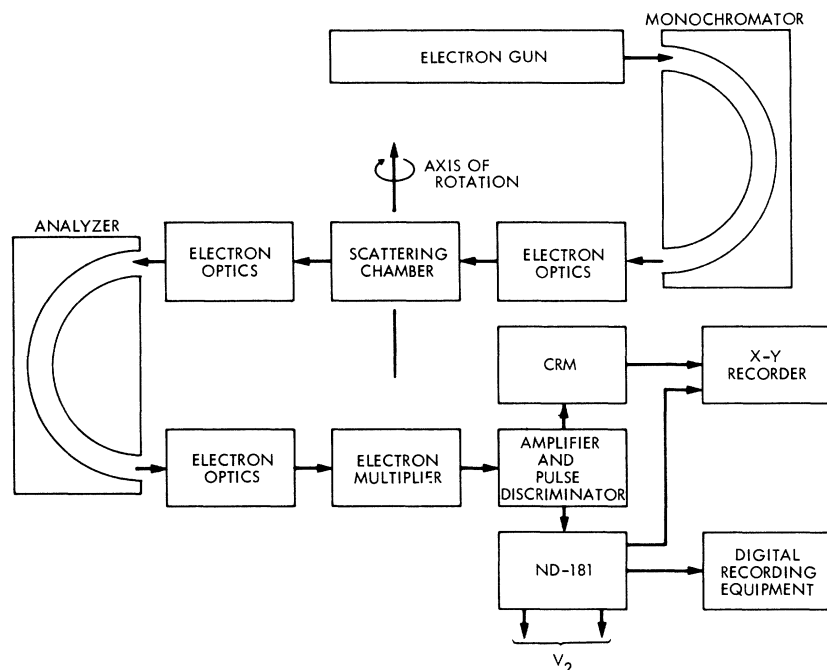 MONOCHROMATOR
ELECTRON GUN
AXIS OF
ROTATION
ANALYZER
ELECTRON
OPTICS
SCATTERING
CHAMBER
ELECTRON
OPTICS
CRM
X-Y
RECORDER
ELECTRON
OPTICS
ELECTRON
MULTIPLIER
AMPLIFIER
AND
PULSE
DISCRIMINATOR
ND-181
DIGITAL
RECORDING
EQUIPMENT
V2